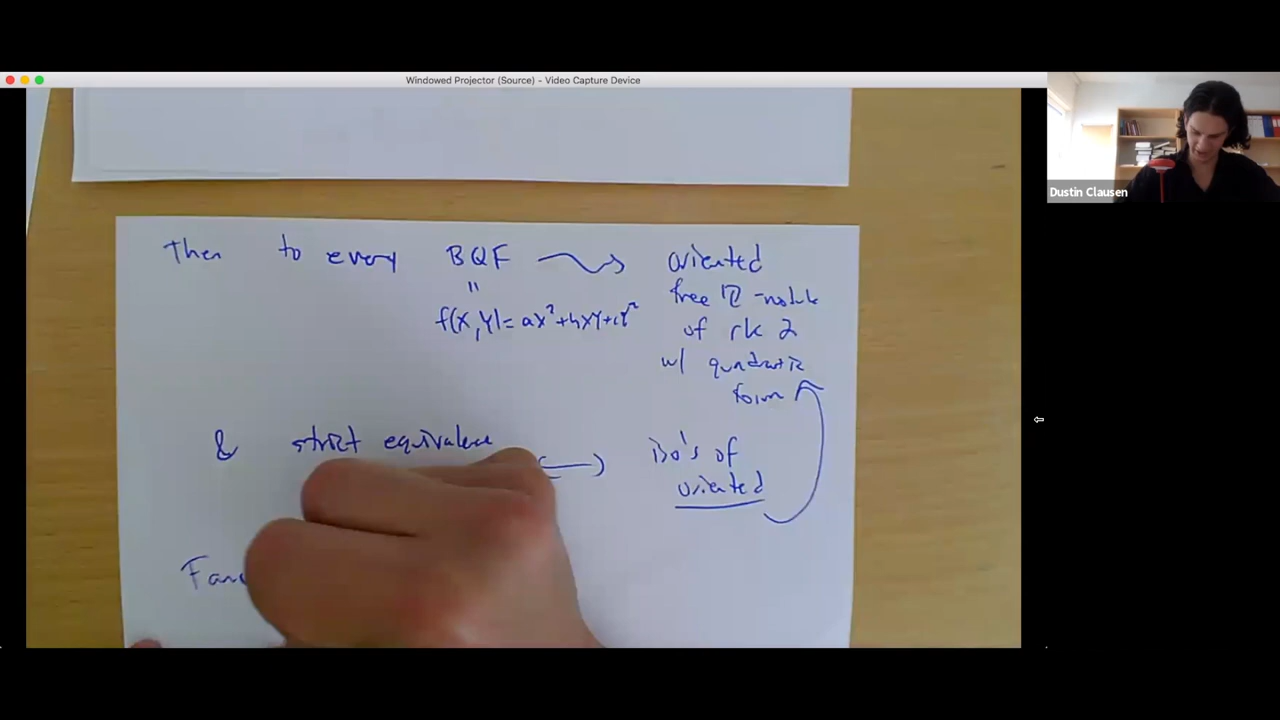 Windowed Projector (Source) - Video Capture Device
Dustin Clausen
Then to every BQF ⇝ oriented
" free ℤ-module
f(X,Y)=aX²+bXY+cY² of rk 2
w/ quadratic
form
& strict equivalence ⟷ iso's of
oriented